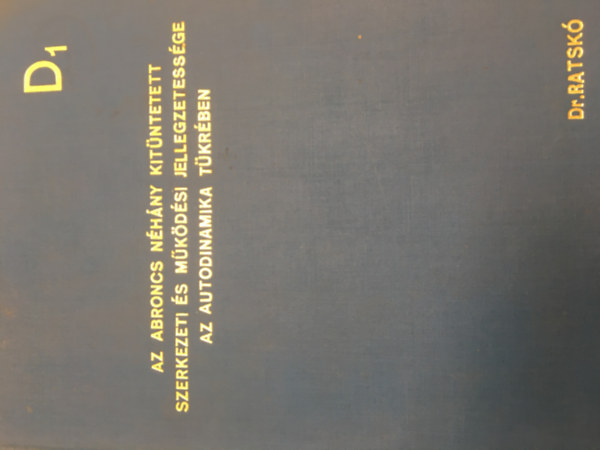 D1
AZ ABRONCS NÉHÁNY KITÜNTETETT
SZERKEZETI ÉS MŰKÖDÉSI JELLEGZETESSÉGE
AZ AUTODINAMIKA TÜKRÉBEN
Dr.RATSKÓ